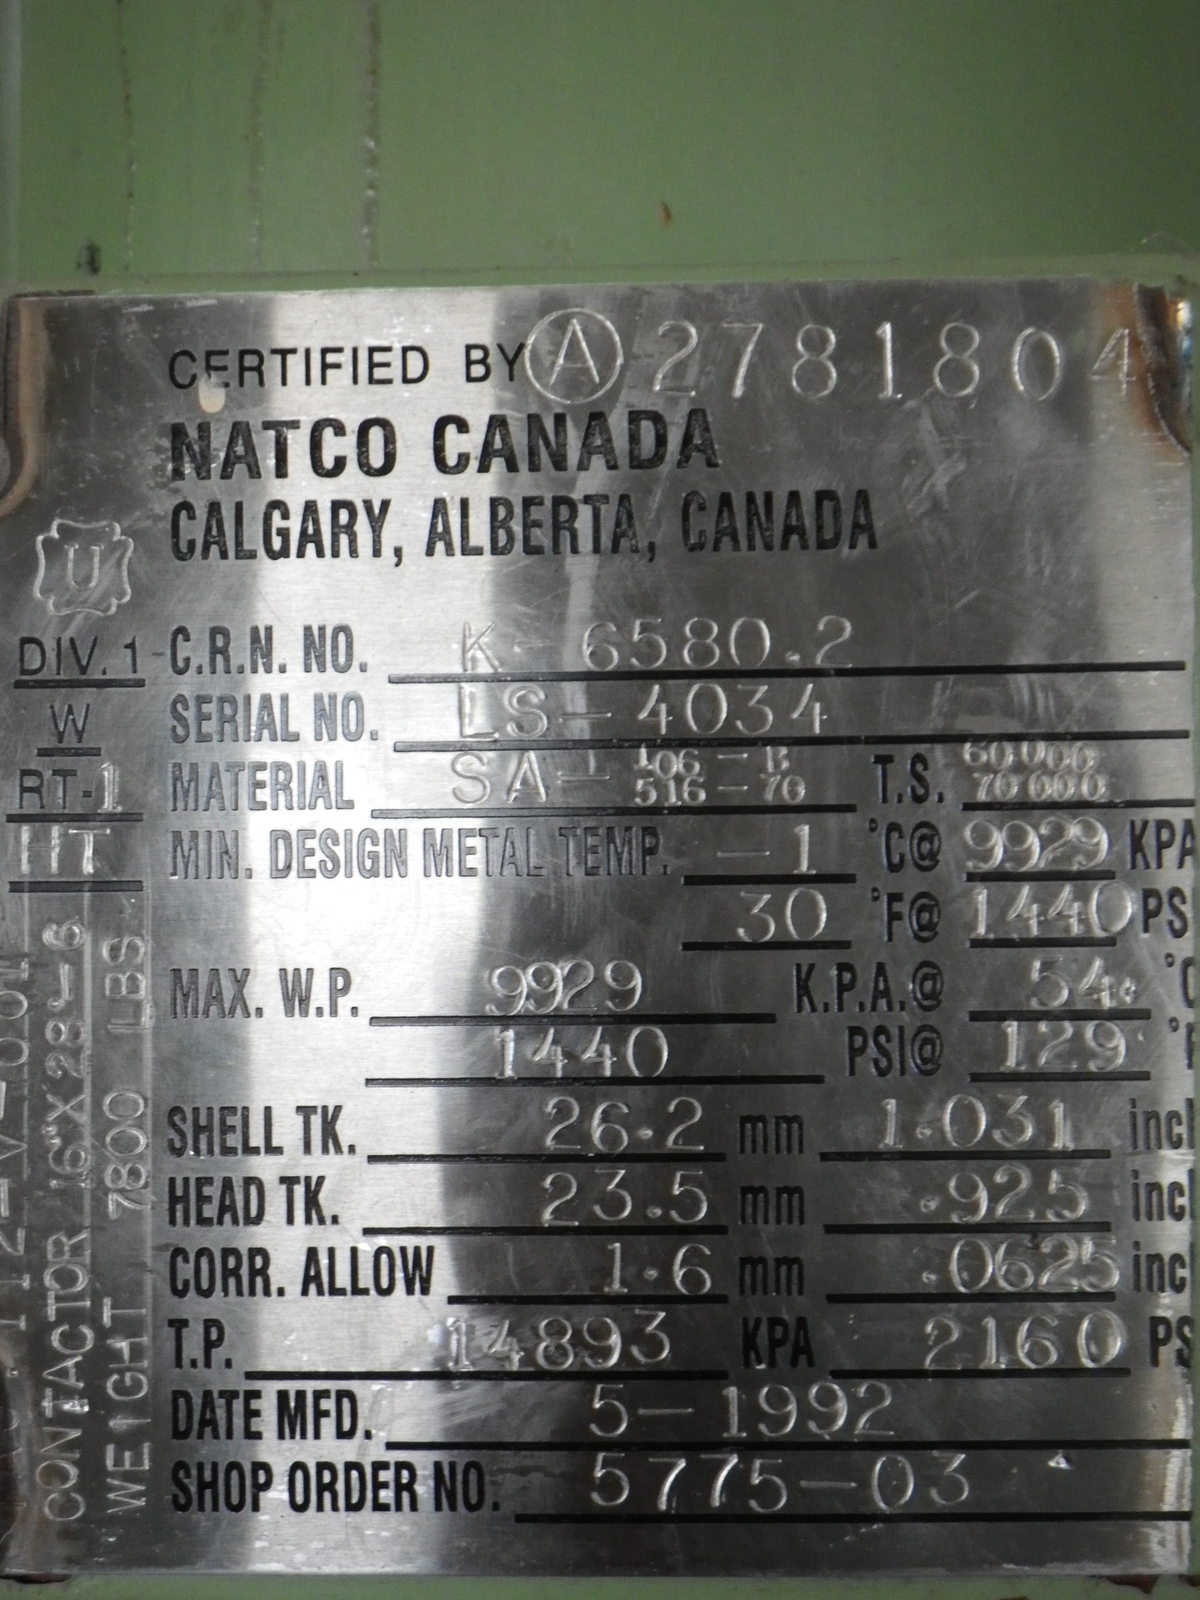 CERTIFIED BY A 2781804
NATCO CANADA
CALGARY, ALBERTA, CANADA
U
DIV. 1
W
RT-1
HT
C.R.N. NO. K-6580.2
SERIAL NO. LS-4034
MATERIAL SA- 106-B T.S. 60000
516-70 70000
MIN. DESIGN METAL TEMP. -1 °C@ 9929 KPA
30 °F@ 1440 PS
MAX. W.P. 9929 K.P.A.@ 54. °C
1440 PSI@ 129 °F
SHELL TK. 26.2 mm 1.031 incl
HEAD TK. 23.5 mm .925 incl
CORR. ALLOW 1.6 mm .0625 incl
T.P. 14893 KPA 2160 PS
DATE MFD. 5-1992
SHOP ORDER NO. 5775-03
CONTACTOR 16"X28'-6
WEIGHT 7800 LBS